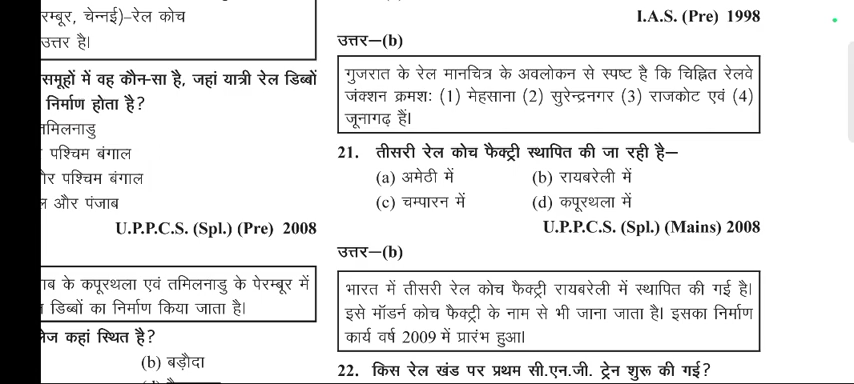 रम्बूर, चेन्नई)–रेल कोच
उत्तर है।
समूहों में वह कौन-सा है, जहां यात्री रेल डिब्बों
निर्माण होता है?
तमिलनाडु
पश्चिम बंगाल
पश्चिम बंगाल
और पंजाब
U.P.P.C.S. (Spl.) (Pre) 2008
के कपूरथला एवं तमिलनाडु के पेरम्बूर में
डिब्बों का निर्माण किया जाता है।
कहां स्थित है?
(b) बड़ौदा
I.A.S. (Pre) 1998
उत्तर—(b)
गुजरात के रेल मानचित्र के अवलोकन से स्पष्ट है कि चिह्नित रेलवे
जंक्शन क्रमशः (1) मेहसाना (2) सुरेन्द्रनगर (3) राजकोट एवं (4)
जूनागढ़ हैं।
21. तीसरी रेल कोच फैक्ट्री स्थापित की जा रही है—
(a) अमेठी में (b) रायबरेली में
(c) चम्पारन में (d) कपूरथला में
U.P.P.C.S. (Spl.) (Mains) 2008
उत्तर—(b)
भारत में तीसरी रेल कोच फैक्ट्री रायबरेली में स्थापित की गई है।
इसे मॉडर्न कोच फैक्ट्री के नाम से भी जाना जाता है। इसका निर्माण
कार्य वर्ष 2009 में प्रारंभ हुआ।
22. किस रेल खंड पर प्रथम सी.एन.जी. ट्रेन शुरू की गई?